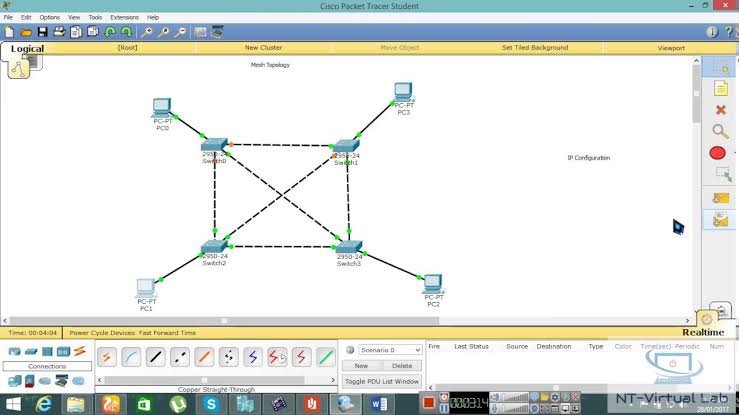 Cisco Packet Tracer Student
File Edit Options View Tools Extensions Help
Logical [Root] New Cluster Move Object Set Tiled Background Viewport
Mesh Topology
PC-PT
PC0
PC-PT
PC3
2950-24
Switch0
2950-24
Switch1
IP Configuration
2950-24
Switch2
2950-24
Switch3
PC-PT
PC1
PC-PT
PC2
Time: 00:04:04 Power Cycle Devices Fast Forward Time Realtime
Scenario 0
Fire Last Status Source Destination Type Color Time(sec) Periodic Num
New Delete
Connections
Toggle PDU List Window
Copper Straight-Through
NT-Virtual Lab
28/01/2017